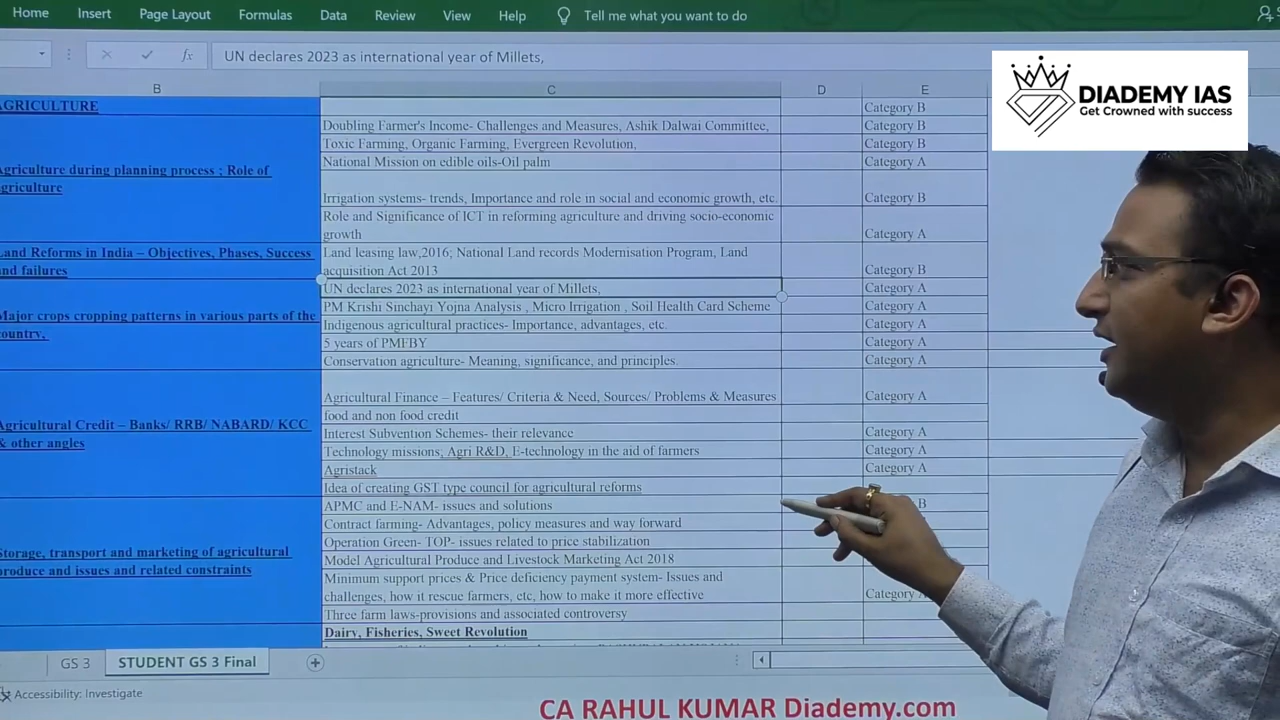 Home Page Layout Formulas Data Review View Help Tell me what you want to do
fx UN declares 2023 as international year of Millets,
B C D E
DIADEMY IAS
Get Crowned with success
AGRICULTURE
Category B
Doubling Farmer's Income- Challenges and Measures, Ashik Dalwai Committee, Category B
Toxic Farming, Organic Farming, Evergreen Revolution, Category B
National Mission on edible oils-Oil palm Category A
Agriculture during planning process ; Role of
agriculture
Irrigation systems- trends, Importance and role in social and economic growth, etc. Category B
Role and Significance of ICT in reforming agriculture and driving socio-economic
growth Category A
Land Reforms in India – Objectives, Phases, Success
and failures
Land leasing law,2016; National Land records Modernisation Program, Land
acquisition Act 2013 Category B
UN declares 2023 as international year of Millets, Category A
Major crops cropping patterns in various parts of the
country,
PM Krishi Sinchayi Yojna Analysis , Micro Irrigation , Soil Health Card Scheme Category A
Indigenous agricultural practices- Importance, advantages, etc. Category A
5 years of PMFBY Category A
Conservation agriculture- Meaning, significance, and principles. Category A
Agricultural Credit – Banks/ RRB/ NABARD/ KCC
& other angles
Agricultural Finance – Features/ Criteria & Need, Sources/ Problems & Measures Category A
food and non food credit
Interest Subvention Schemes- their relevance Category A
Technology missions, Agri R&D, E-technology in the aid of farmers Category A
Agristack Category A
Idea of creating GST type council for agricultural reforms
Storage, transport and marketing of agricultural
produce and issues and related constraints
APMC and E-NAM- issues and solutions B
Contract farming- Advantages, policy measures and way forward
Operation Green- TOP- issues related to price stabilization
Model Agricultural Produce and Livestock Marketing Act 2018
Minimum support prices & Price deficiency payment system- Issues and
challenges, how it rescue farmers, etc, how to make it more effective Category A
Three farm laws-provisions and associated controversy
Dairy, Fisheries, Sweet Revolution
GS 3 STUDENT GS 3 Final
Accessibility: Investigate
CA RAHUL KUMAR Diademy.com